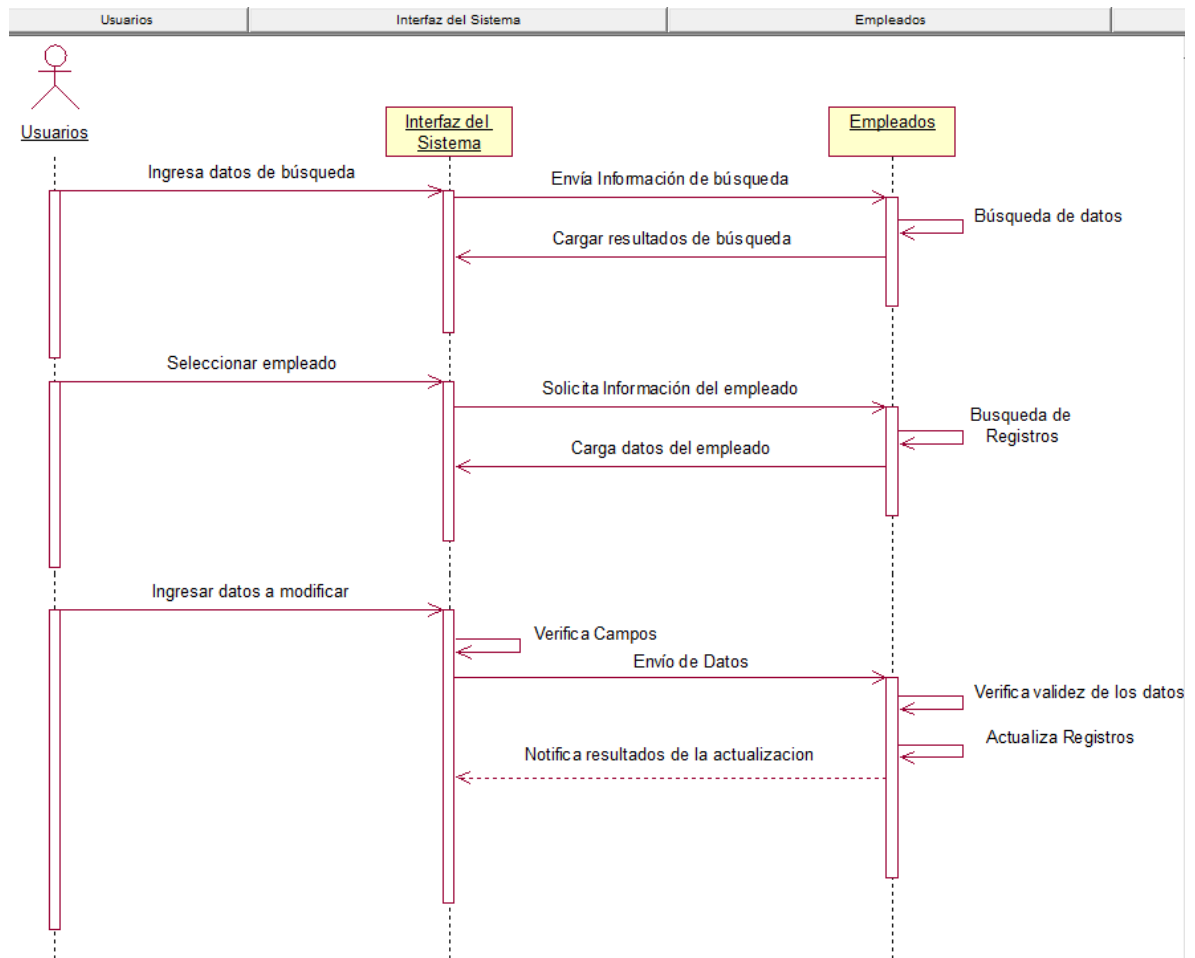 Usuarios
Interfaz del Sistema
Empleados
Usuarios
Interfaz del
Sistema
Empleados
Ingresa datos de búsqueda
Envía Información de búsqueda
Búsqueda de datos
Cargar resultados de búsqueda
Seleccionar empleado
Solicita Información del empleado
Busqueda de
Registros
Carga datos del empleado
Ingresar datos a modificar
Verifica Campos
Envío de Datos
Verifica validez de los datos
Actualiza Registros
Notifica resultados de la actualizacion